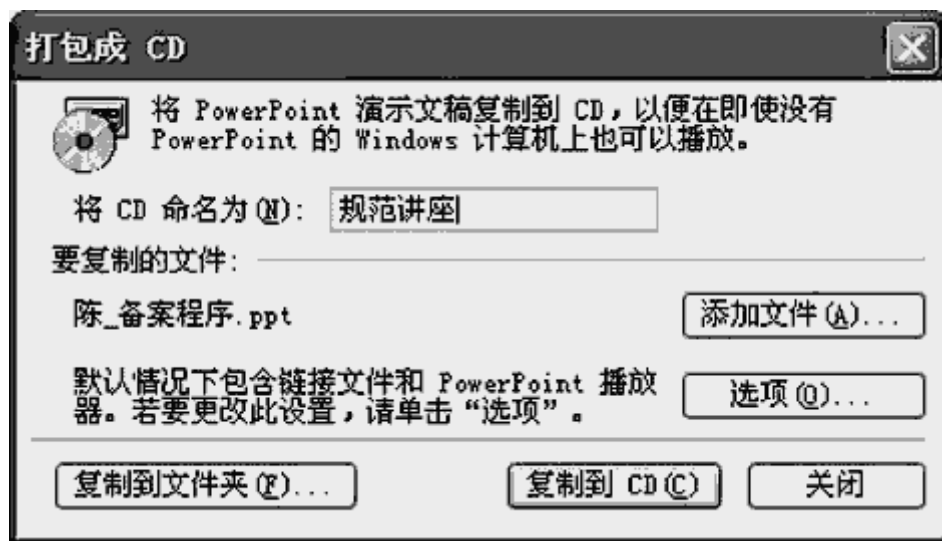 打包成 CD
将 PowerPoint 演示文稿复制到 CD，以便在即使没有
PowerPoint 的 Windows 计算机上也可以播放。
将 CD 命名为(N): 规范讲座
要复制的文件:
陈_备案程序.ppt
添加文件(A)...
默认情况下包含链接文件和 PowerPoint 播放
器。若要更改此设置，请单击“选项”。
选项(O)...
复制到文件夹(F)...
复制到 CD(C)
关闭